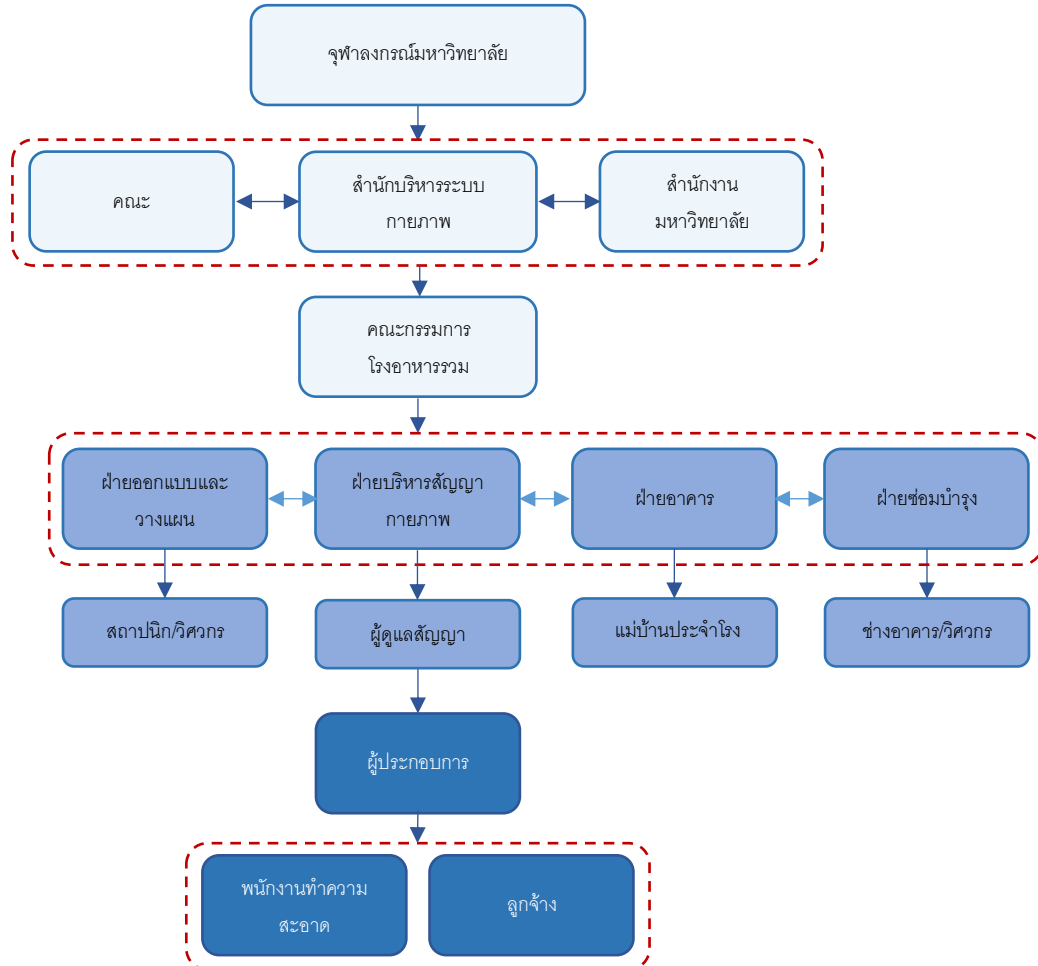 จุฬาลงกรณ์มหาวิทยาลัย
คณะ
สำนักบริหารระบบ
กายภาพ
สำนักงาน
มหาวิทยาลัย
คณะกรรมการ
โรงอาหารรวม
ฝ่ายออกแบบและ
วางแผน
ฝ่ายบริหารสัญญา
กายภาพ
ฝ่ายอาคาร
ฝ่ายซ่อมบำรุง
สถาปนิก/วิศวกร
ผู้ดูแลสัญญา
แม่บ้านประจำโรง
ช่างอาคาร/วิศวกร
ผู้ประกอบการ
พนักงานทำความ
สะอาด
ลูกจ้าง